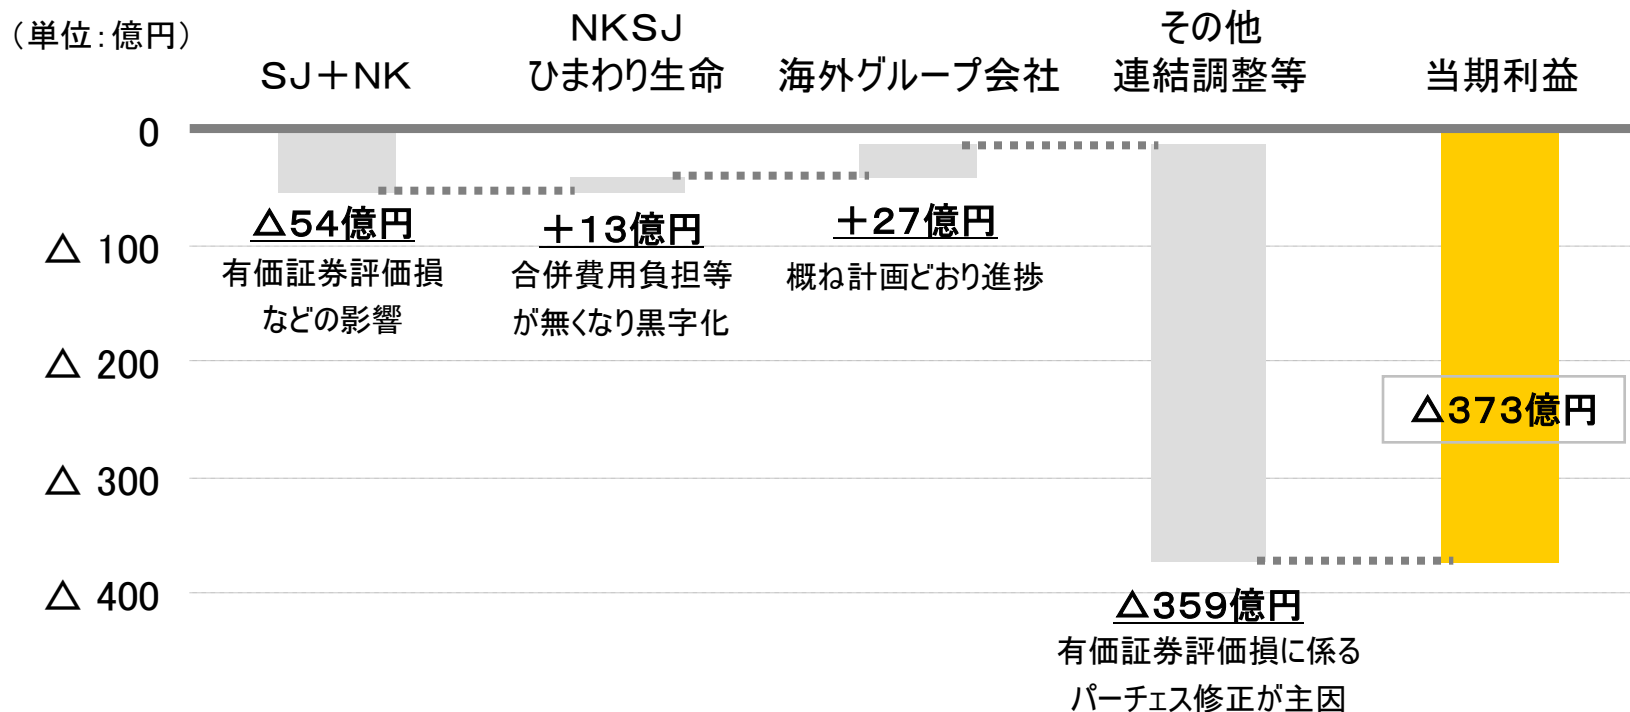 （単位：億円）
ＳＪ＋ＮＫ
ＮＫＳＪ
ひまわり生命
海外グループ会社
その他
連結調整等
当期利益
0
△ 100
△ 200
△ 300
△ 400
△５４億円
有価証券評価損
などの影響
＋１３億円
合併費用負担等
が無くなり黒字化
＋２７億円
概ね計画どおり進捗
△３５９億円
有価証券評価損に係る
パーチェス修正が主因
△３７３億円